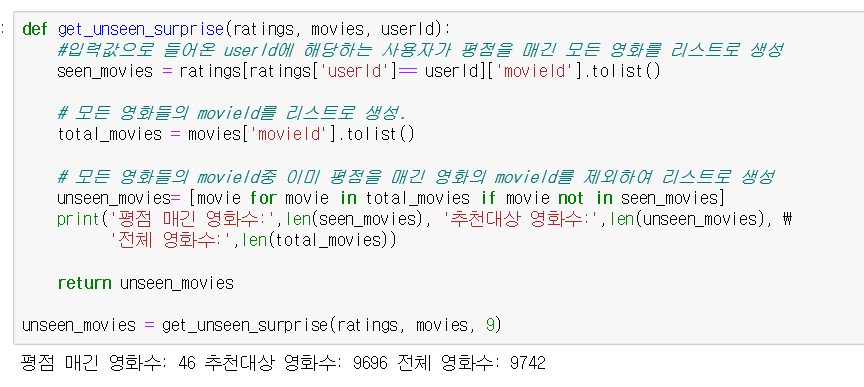 def get_unseen_surprise(ratings, movies, userId):
    #입력값으로 들어온 userId에 해당하는 사용자가 평점을 매긴 모든 영화를 리스트로 생성
    seen_movies = ratings[ratings['userId']== userId]['movieId'].tolist()
    # 모든 영화들의 movieId를 리스트로 생성.
    total_movies = movies['movieId'].tolist()
    # 모든 영화들의 movieId중 이미 평점을 매긴 영화의 movieId를 제외하여 리스트로 생성
    unseen_movies= [movie for movie in total_movies if movie not in seen_movies]
    print('평점 매긴 영화수:',len(seen_movies), '추천대상 영화수:',len(unseen_movies), ₩
          '전체 영화수:',len(total_movies))
    return unseen_movies
unseen_movies = get_unseen_surprise(ratings, movies, 9)
평점 매긴 영화수: 46 추천대상 영화수: 9696 전체 영화수: 9742